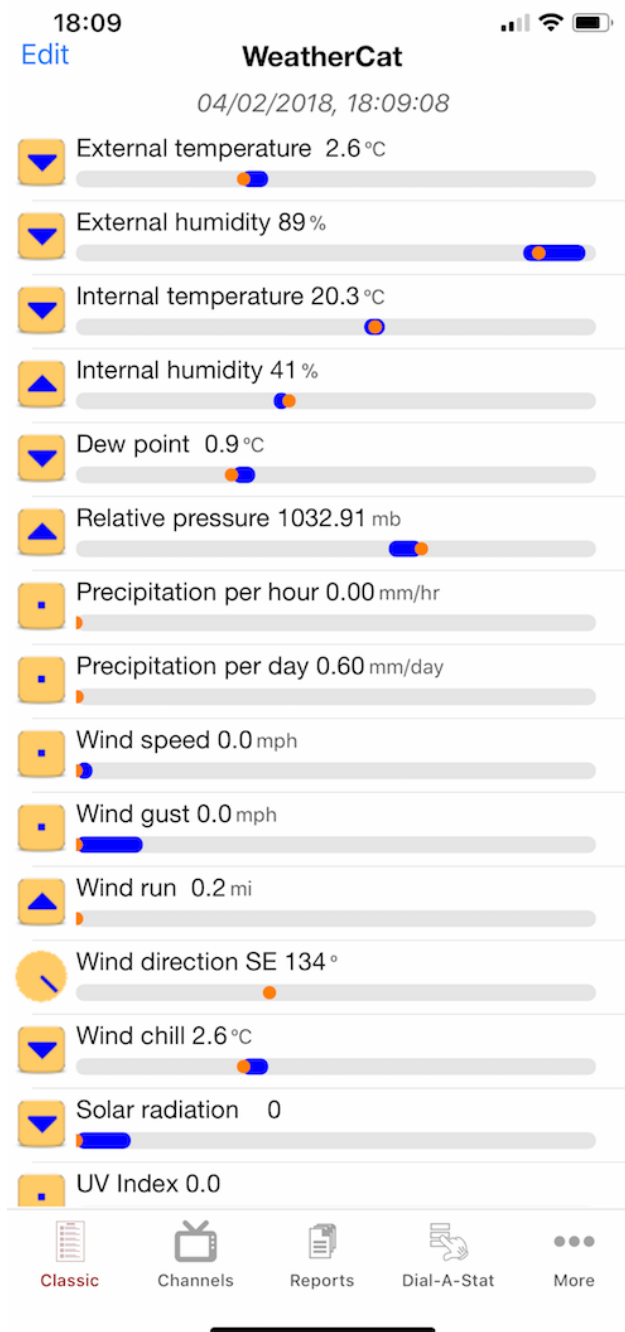 18:09
Edit WeatherCat
04/02/2018, 18:09:08
External temperature 2.6 °C
External humidity 89 %
Internal temperature 20.3 °C
Internal humidity 41 %
Dew point 0.9 °C
Relative pressure 1032.91 mb
Precipitation per hour 0.00 mm/hr
Precipitation per day 0.60 mm/day
Wind speed 0.0 mph
Wind gust 0.0 mph
Wind run 0.2 mi
Wind direction SE 134 °
Wind chill 2.6 °C
Solar radiation 0
UV Index 0.0
Classic Channels Reports Dial-A-Stat More